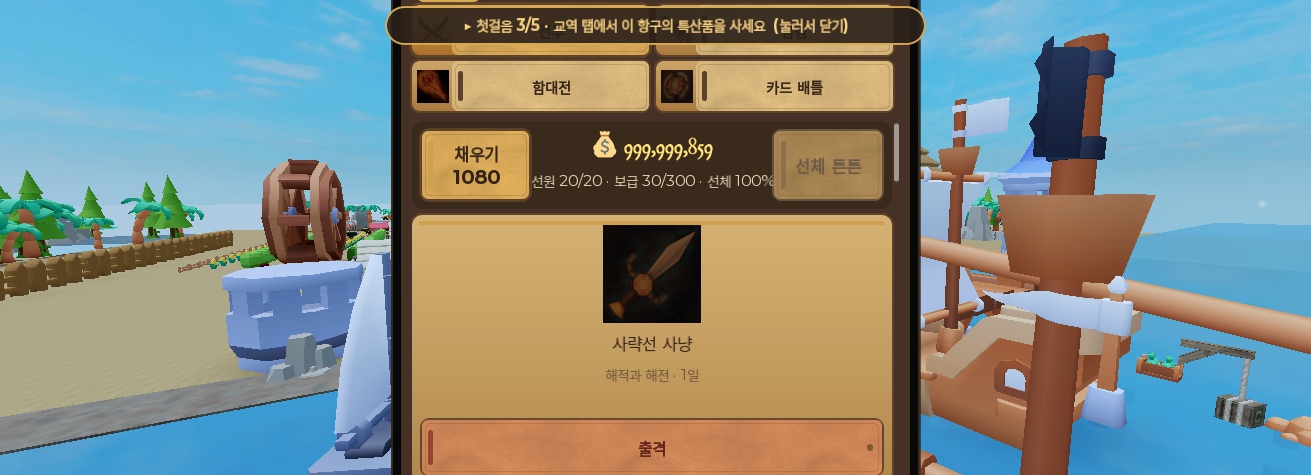 ▸ 첫걸음 3/5 · 교역 탭에서 이 항구의 특산품을 사세요 (눌러서 닫기)
함대전
카드 배틀
채우기
1080
999,999,859
선원 20/20 · 보급 30/300 · 선체 100%
선체 튼튼
사략선 사냥
해적과 해전 · 1일
출격